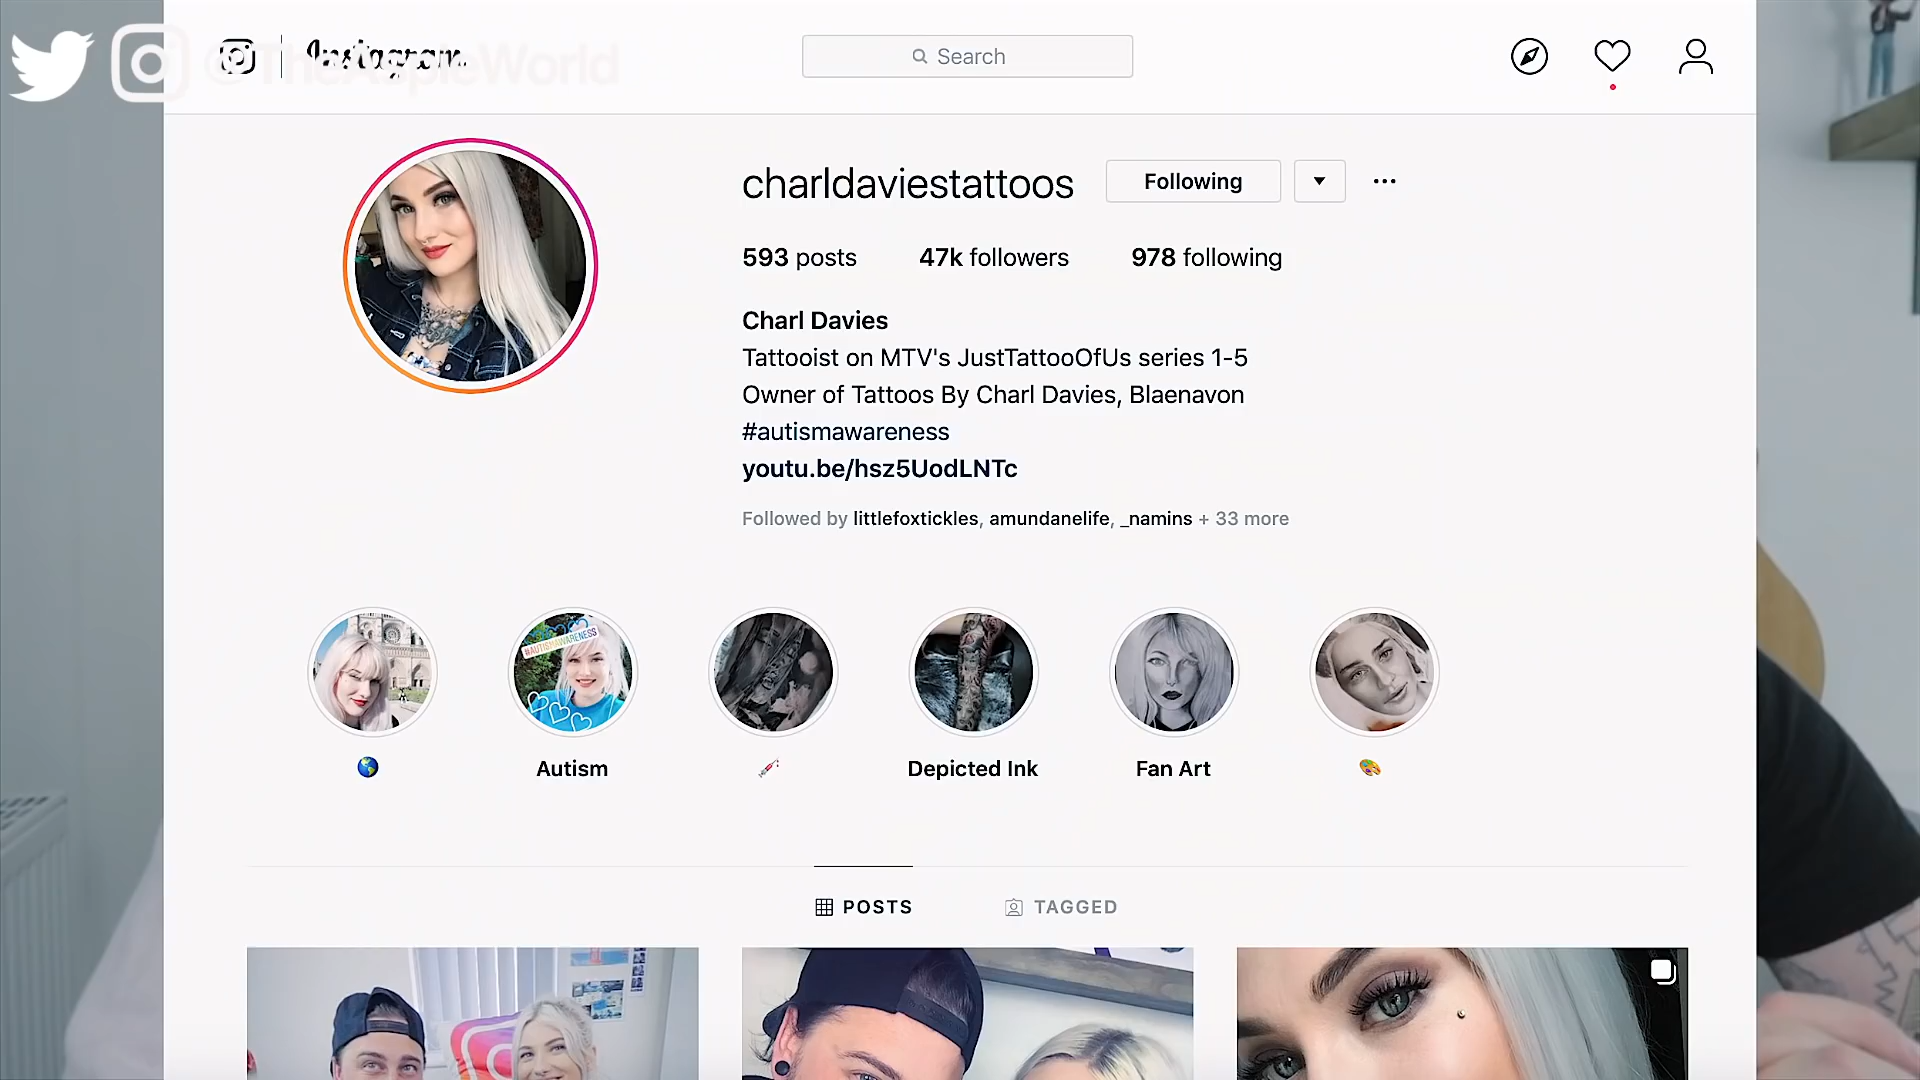 @TheAppleWorld
Instagram
Search
charldaviestattoos
Following
593 posts 47k followers 978 following
Charl Davies
Tattooist on MTV's JustTattooOfUs series 1-5
Owner of Tattoos By Charl Davies, Blaenavon
#autismawareness
youtu.be/hsz5UodLNTc
Followed by littlefoxtickles, amundanelife, _namins + 33 more
#AUTISMAWARENESS
Autism
Depicted Ink
Fan Art
POSTS
TAGGED